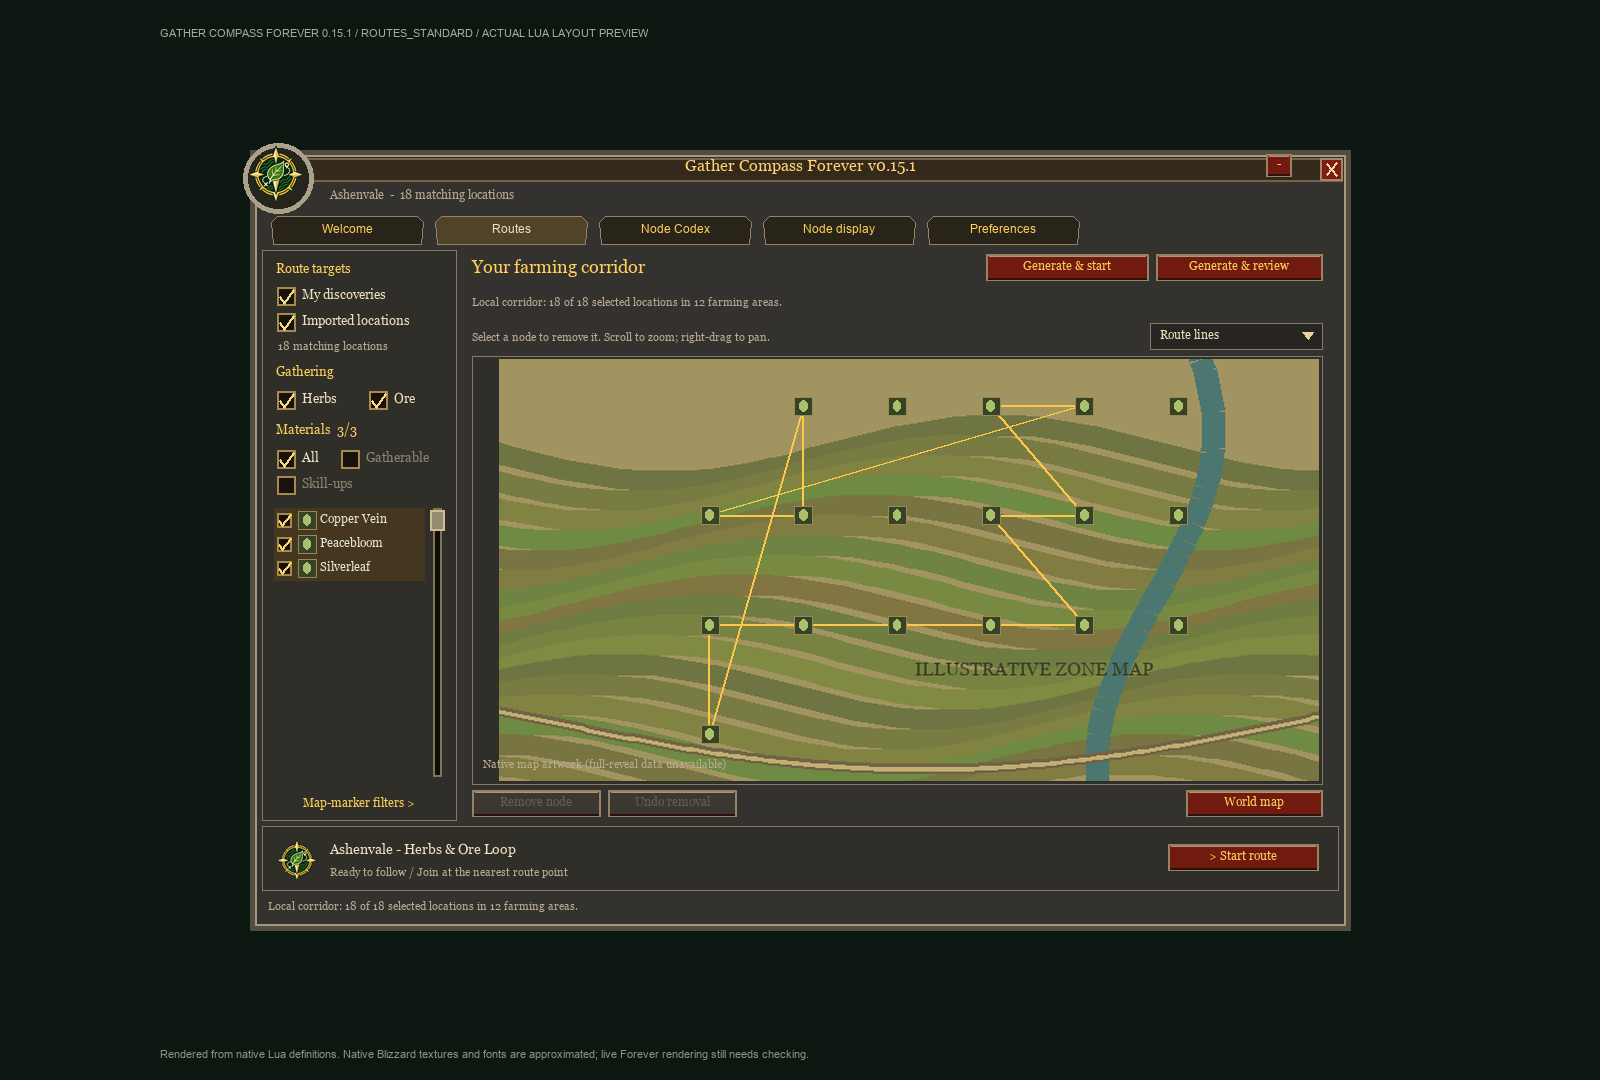 GATHER COMPASS FOREVER 0.15.1 / ROUTES_STANDARD / ACTUAL LUA LAYOUT PREVIEW
Gather Compass Forever v0.15.1
-
X
Ashenvale - 18 matching locations
Welcome
Routes
Node Codex
Node display
Preferences
Route targets
My discoveries
Imported locations
18 matching locations
Gathering
Herbs
Ore
Materials 3/3
All
Gatherable
Skill-ups
Copper Vein
Peacebloom
Silverleaf
Map-marker filters >
Your farming corridor
Generate & start
Generate & review
Local corridor: 18 of 18 selected locations in 12 farming areas.
Select a node to remove it. Scroll to zoom; right-drag to pan.
Route lines
ILLUSTRATIVE ZONE MAP
Native map artwork (full-reveal data unavailable)
Remove node
Undo removal
World map
Ashenvale - Herbs & Ore Loop
Ready to follow / Join at the nearest route point
> Start route
Local corridor: 18 of 18 selected locations in 12 farming areas.
Rendered from native Lua definitions. Native Blizzard textures and fonts are approximated; live Forever rendering still needs checking.